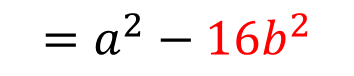 = a² − 16b²